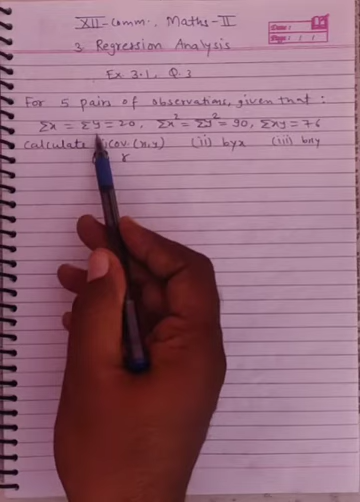 XII - Comm. Maths - II
3. Regression Analysis
Ex 3.1, Q.3
For 5 pairs of observations, given that :
Σx = Σy = 20, Σx² = Σy² = 90, Σxy = 76
Calculate Cov (x,y) (ii) byx (iii) bxy
r